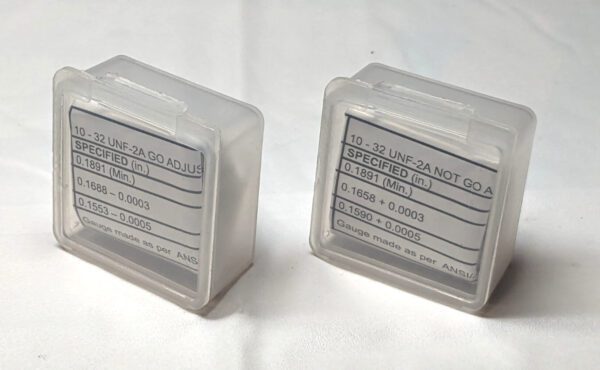 10 - 32 UNF-2A GO ADJUS
SPECIFIED (in.)
0.1891 (Min.)
0.1688 – 0.0003
0.1553 – 0.0005
Gauge made as per ANS
10 - 32 UNF-2A NOT GO A
SPECIFIED (in.)
0.1891 (Min.)
0.1658 + 0.0003
0.1590 + 0.0005
Gauge made as per ANSI/